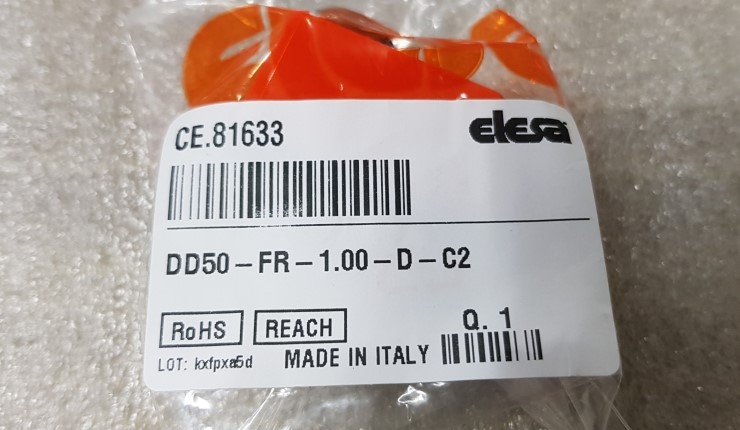 CE.81633
elesa
DD50-FR-1.00-D-C2
RoHS REACH
Q. 1
LOT: kxfpxa5d MADE IN ITALY